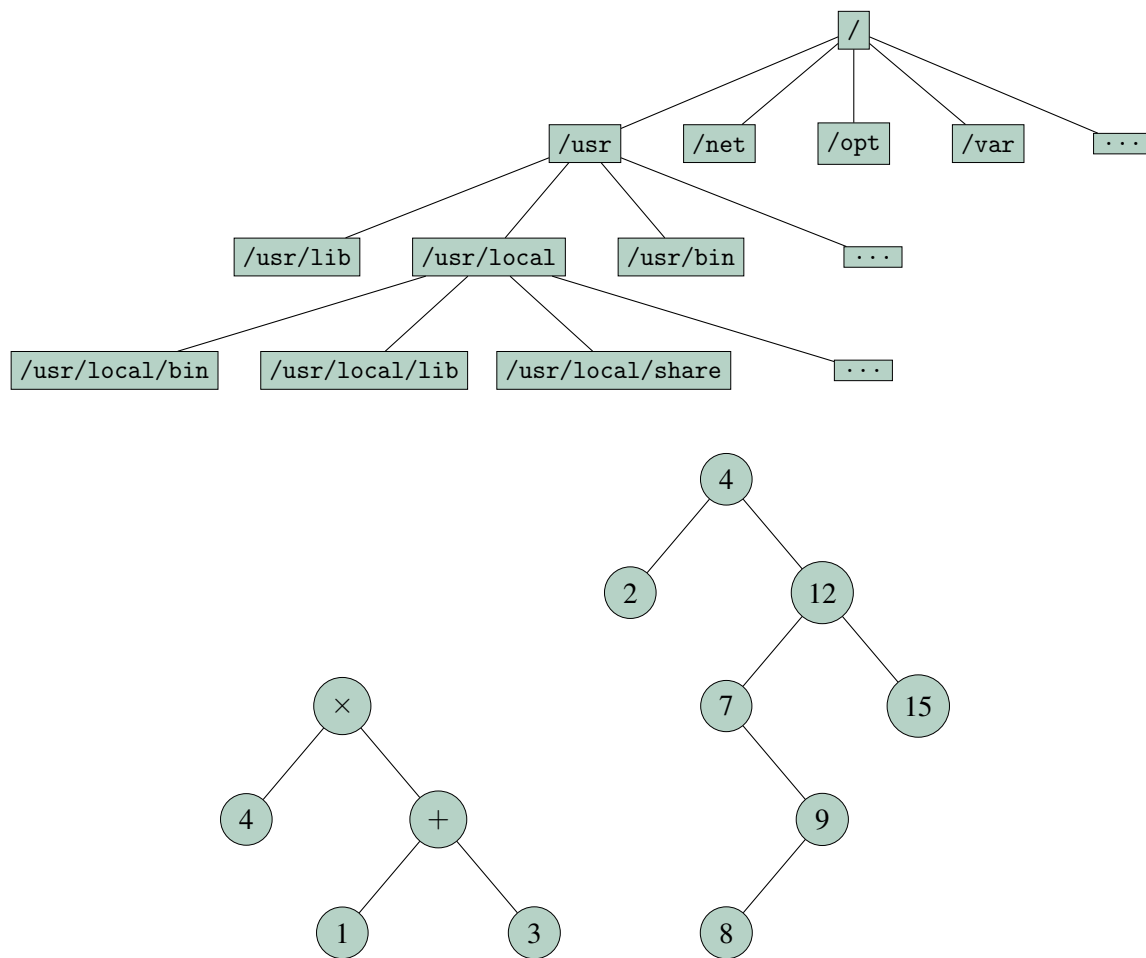 /
/usr /net /opt /var ...
/usr/lib /usr/local /usr/bin ...
/usr/local/bin /usr/local/lib /usr/local/share ...
4
2 12
× 7 15
4 + 9
1 3 8